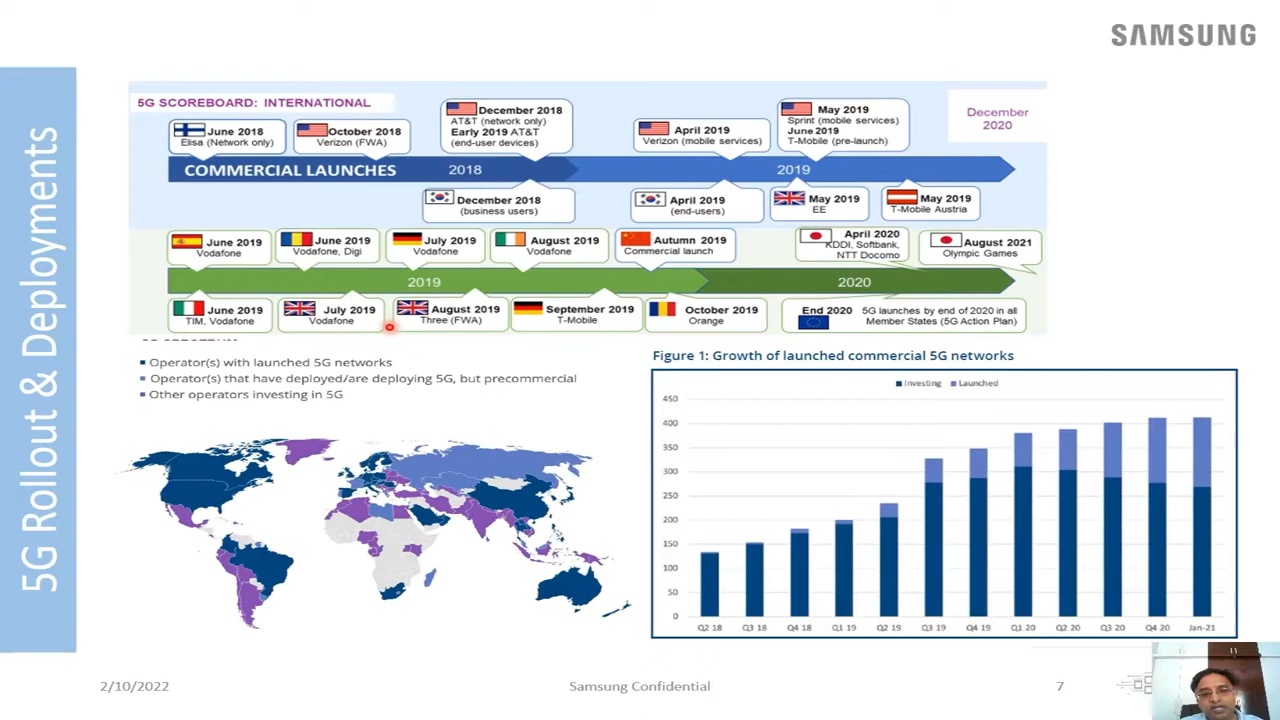 SAMSUNG
5G Rollout & Deployments
5G SCOREBOARD: INTERNATIONAL
December
2020
June 2018
Elisa (Network only)
October 2018
Verizon (FWA)
December 2018
AT&T (network only)
Early 2019 AT&T
(end-user devices)
April 2019
Verizon (mobile services)
May 2019
Sprint (mobile services)
June 2019
T-Mobile (pre-launch)
COMMERCIAL LAUNCHES
2018
2019
December 2018
(business users)
April 2019
(end-users)
May 2019
EE
May 2019
T-Mobile Austria
June 2019
Vodafone
June 2019
Vodafone, Digi
July 2019
Vodafone
August 2019
Vodafone
Autumn 2019
Commercial launch
April 2020
KDDI, Softbank,
NTT Docomo
August 2021
Olympic Games
2019
2020
June 2019
TIM, Vodafone
July 2019
Vodafone
August 2019
Three (FWA)
September 2019
T-Mobile
October 2019
Orange
End 2020
5G launches by end of 2020 in all
Member States (5G Action Plan)
Operator(s) with launched 5G networks
Operator(s) that have deployed/are deploying 5G, but precommercial
Other operators investing in 5G
Figure 1: Growth of launched commercial 5G networks
Investing
Launched
450
400
350
300
250
200
150
100
50
0
Q2 18
Q3 18
Q4 18
Q1 19
Q2 19
Q3 19
Q4 19
Q1 20
Q2 20
Q3 20
Q4 20
Jan-21
2/10/2022
Samsung Confidential
7